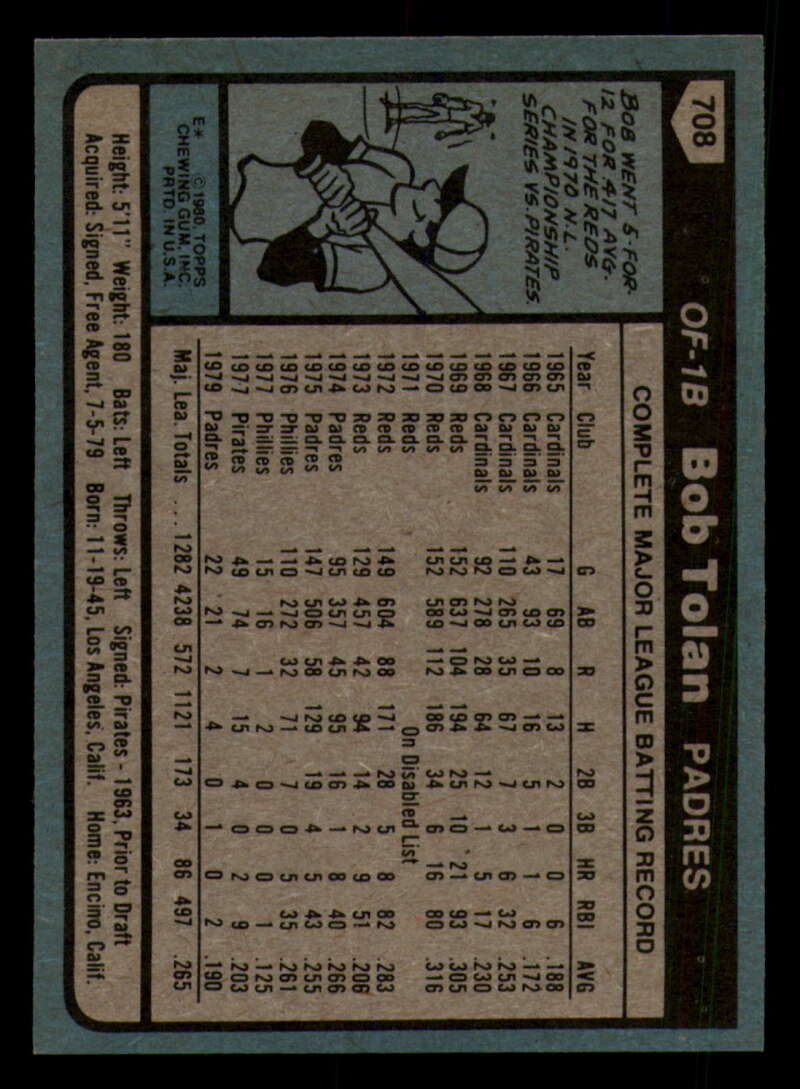 708 OF-1B Bob Tolan PADRES
BOB WENT 5-FOR-
12 FOR .417 AVG.
FOR THE REDS
IN 1970 N.L.
CHAMPIONSHIP
SERIES VS. PIRATES.
E* © 1980 TOPPS
CHEWING GUM, INC.
PRTD. IN U.S.A.
COMPLETE MAJOR LEAGUE BATTING RECORD
Year Club G AB R H 2B 3B HR RBI AVG
1965 Cardinals 17 69 8 13 2 0 0 6 .188
1966 Cardinals 43 93 10 16 5 1 1 6 .172
1967 Cardinals 110 265 35 67 7 3 6 32 .253
1968 Cardinals 92 278 28 64 12 1 5 17 .230
1969 Reds 152 637 104 194 25 10 21 93 .305
1970 Reds 152 589 112 186 34 6 16 80 .316
1971 Reds On Disabled List
1972 Reds 149 604 88 171 28 5 8 82 .283
1973 Reds 129 457 42 94 14 2 9 51 .206
1974 Padres 95 357 45 95 16 1 8 40 .266
1975 Padres 147 506 58 129 19 4 5 43 .255
1976 Phillies 110 272 32 71 7 0 5 35 .261
1977 Phillies 15 16 1 2 0 0 0 1 .125
1977 Pirates 49 74 7 15 4 0 2 9 .203
1979 Padres 22 21 2 4 0 1 0 2 .190
Maj. Lea. Totals ... 1282 4238 572 1121 173 34 86 497 .265
Height: 5'11" Weight: 180 Bats: Left Throws: Left Signed: Pirates - 1963, Prior to Draft
Acquired: Signed, Free Agent, 7-5-79 Born: 11-19-45, Los Angeles, Calif. Home: Encino, Calif.